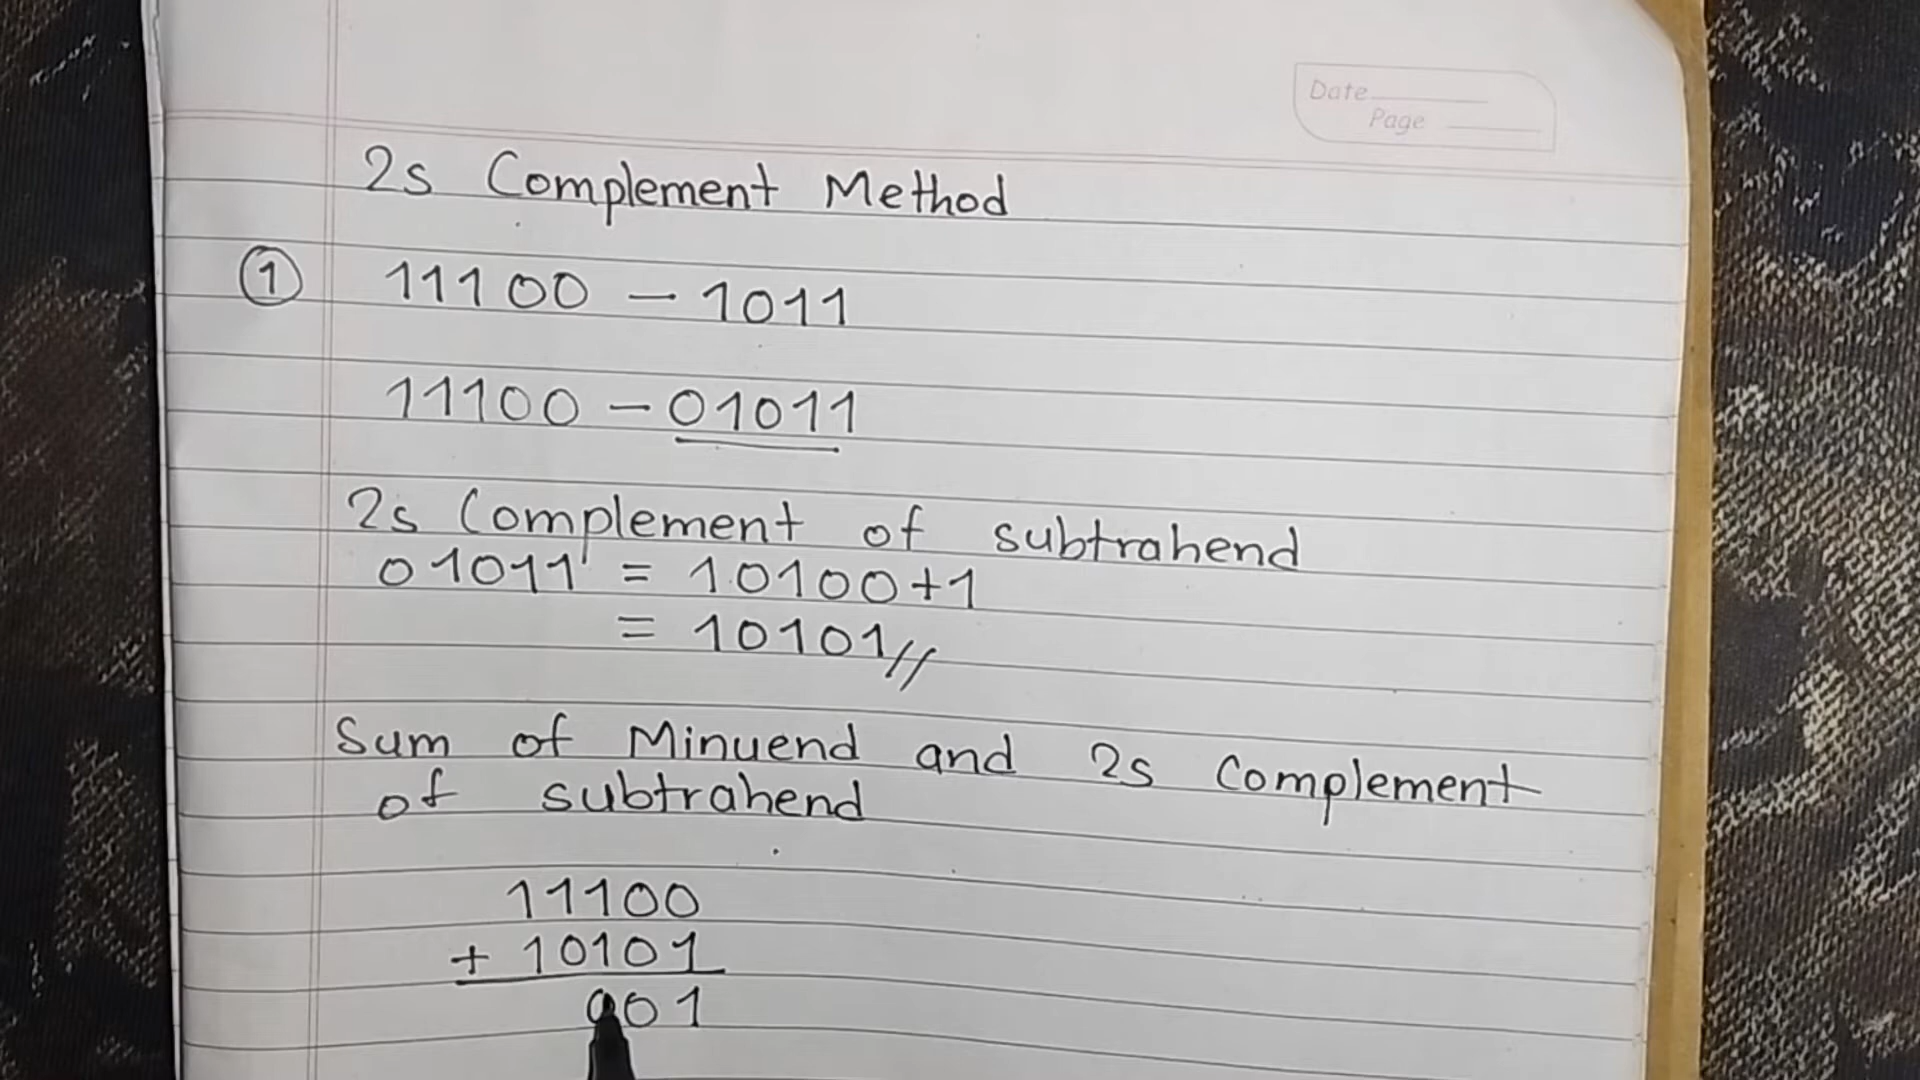 Date
Page
2s Complement Method
① 11100 - 1011
11100 - 01011
2s Complement of subtrahend
01011 = 10100+1
= 10101//
Sum of Minuend and 2s Complement
of subtrahend
11100
+ 10101
001